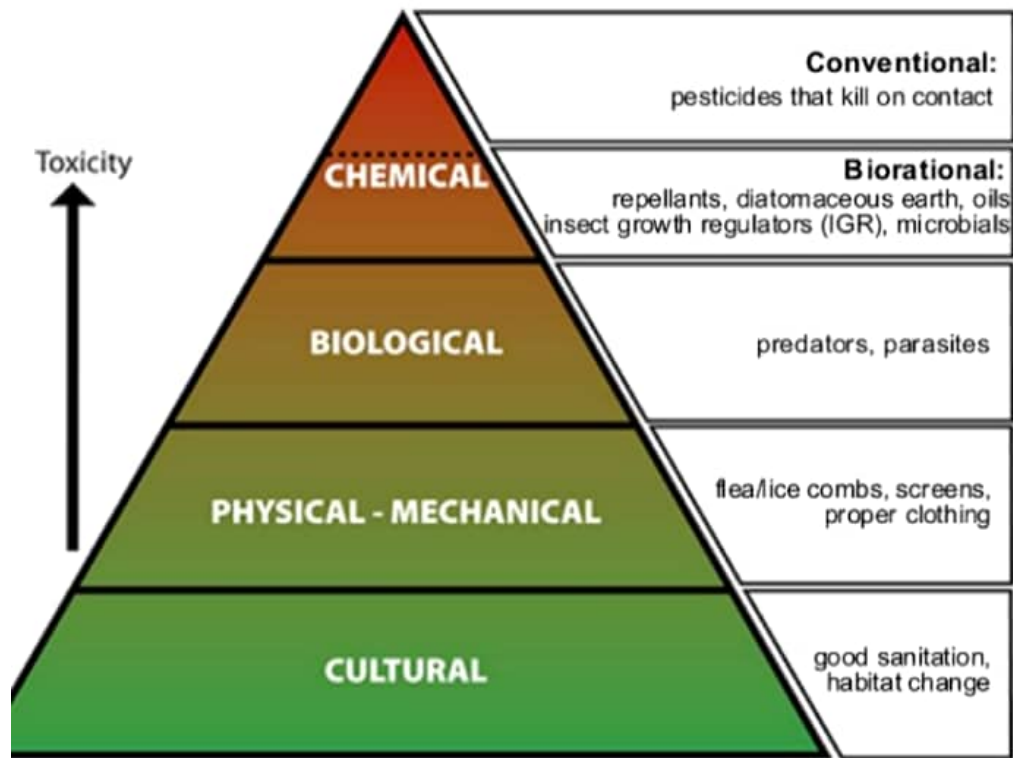 Conventional:
pesticides that kill on contact
Toxicity
CHEMICAL
Biorational:
repellants, diatomaceous earth, oils
insect growth regulators (IGR), microbials
BIOLOGICAL
predators, parasites
PHYSICAL - MECHANICAL
flea/lice combs, screens,
proper clothing
CULTURAL
good sanitation,
habitat change